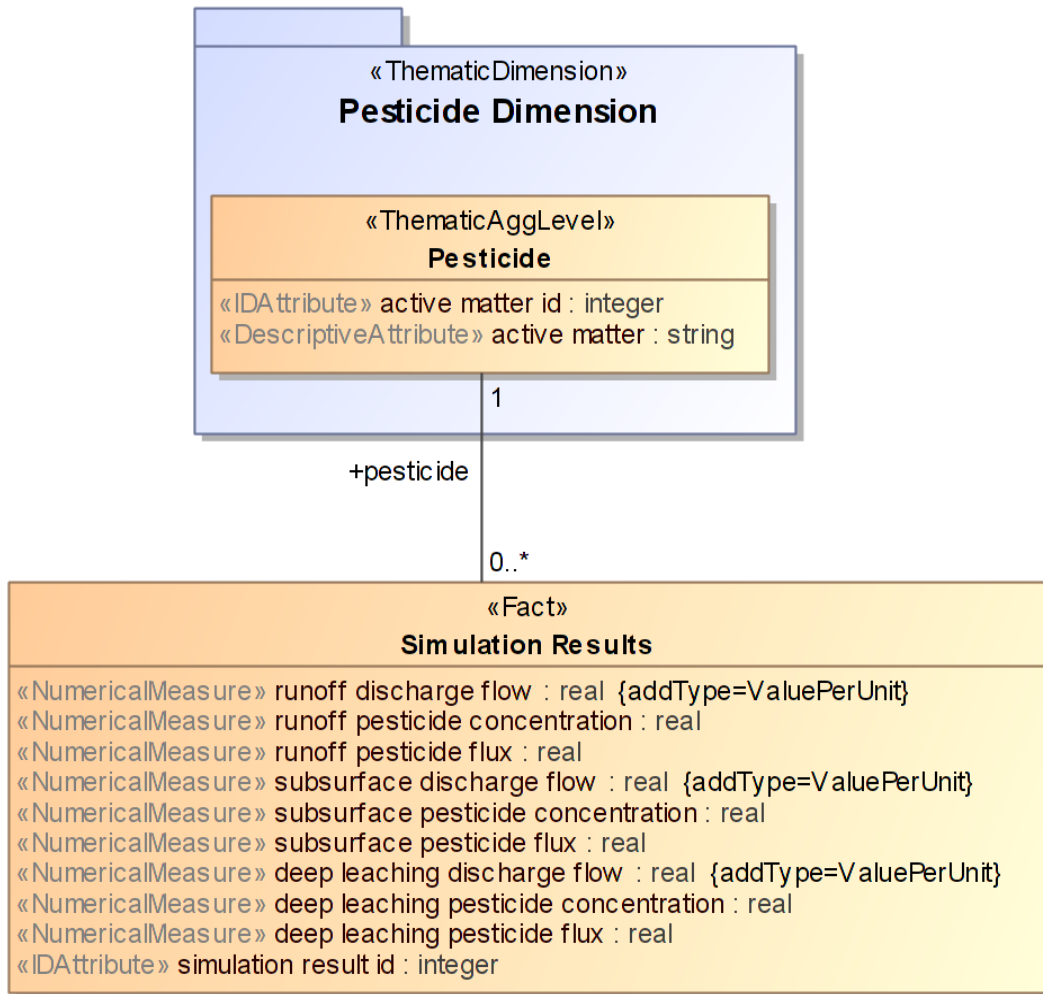 «ThematicDimension»
Pesticide Dimension
«ThematicAggLevel»
Pesticide
«IDAttribute» active matter id : integer
«DescriptiveAttribute» active matter : string
1
+pesticide
0..*
«Fact»
Simulation Results
«NumericalMeasure» runoff discharge flow : real {addType=ValuePerUnit}
«NumericalMeasure» runoff pesticide concentration : real
«NumericalMeasure» runoff pesticide flux : real
«NumericalMeasure» subsurface discharge flow : real {addType=ValuePerUnit}
«NumericalMeasure» subsurface pesticide concentration : real
«NumericalMeasure» subsurface pesticide flux : real
«NumericalMeasure» deep leaching discharge flow : real {addType=ValuePerUnit}
«NumericalMeasure» deep leaching pesticide concentration : real
«NumericalMeasure» deep leaching pesticide flux : real
«IDAttribute» simulation result id : integer